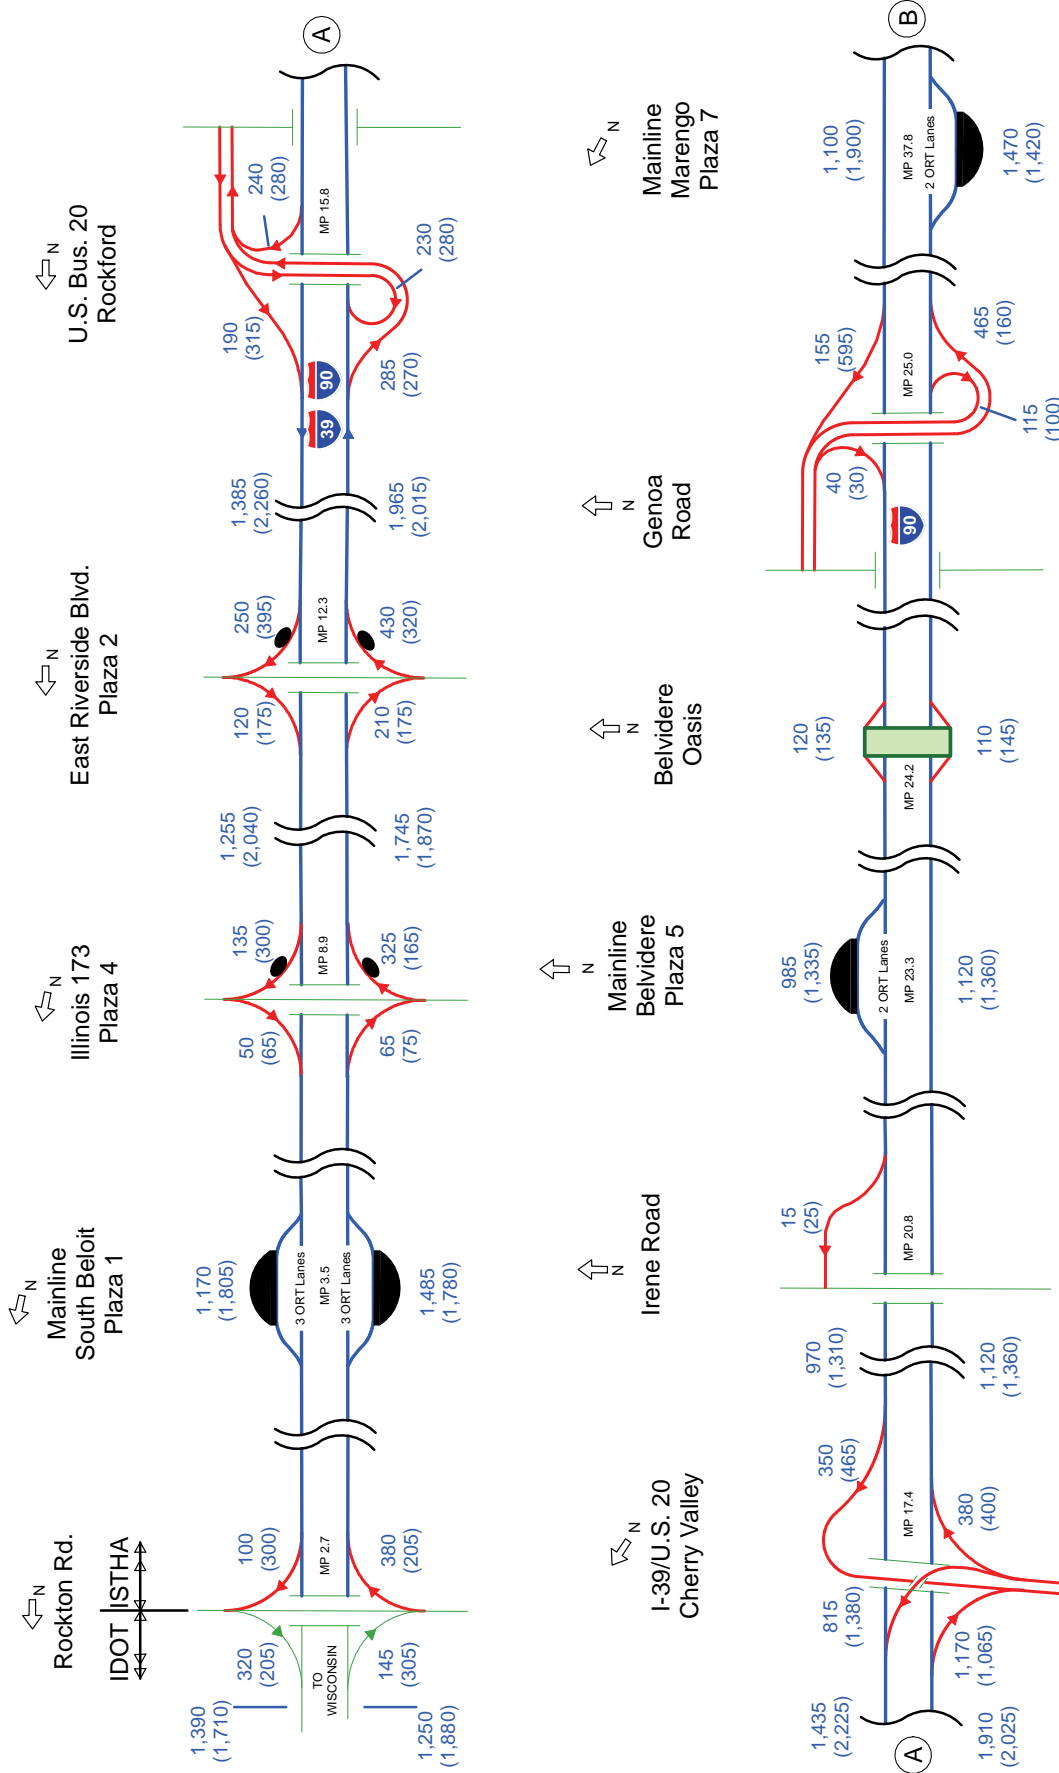 Rockton Rd.
N
IDOT
ISTHA
1,390
(1,710)
320
(205)
100
(300)
TO
WISCONSIN
MP 2.7
1,250
(1,880)
145
(305)
380
(205)
Mainline
South Beloit
Plaza 1
N
1,170
(1,805)
3 ORT Lanes
MP 3.5
3 ORT Lanes
1,485
(1,780)
Illinois 173
Plaza 4
N
50
(65)
135
(300)
MP 8.9
65
(75)
325
(165)
1,255
(2,040)
1,745
(1,870)
East Riverside Blvd.
Plaza 2
N
120
(175)
250
(395)
MP 12.3
210
(175)
430
(320)
1,385
(2,260)
1,965
(2,015)
U.S. Bus. 20
Rockford
N
190
(315)
240
(280)
39
90
MP 15.8
285
(270)
230
(280)
A
I-39/U.S. 20
Cherry Valley
N
A
1,435
(2,225)
815
(1,380)
350
(465)
MP 17.4
1,910
(2,025)
1,170
(1,065)
380
(400)
970
(1,310)
1,120
(1,360)
Irene Road
N
15
(25)
MP 20.8
Mainline
Belvidere
Plaza 5
N
985
(1,335)
2 ORT Lanes
MP 23.3
1,120
(1,360)
Belvidere
Oasis
N
120
(135)
MP 24.2
110
(145)
Genoa
Road
N
40
(30)
155
(595)
90
MP 25.0
115
(100)
465
(160)
Mainline
Marengo
Plaza 7
N
1,100
(1,900)
MP 37.8
2 ORT Lanes
1,470
(1,420)
B